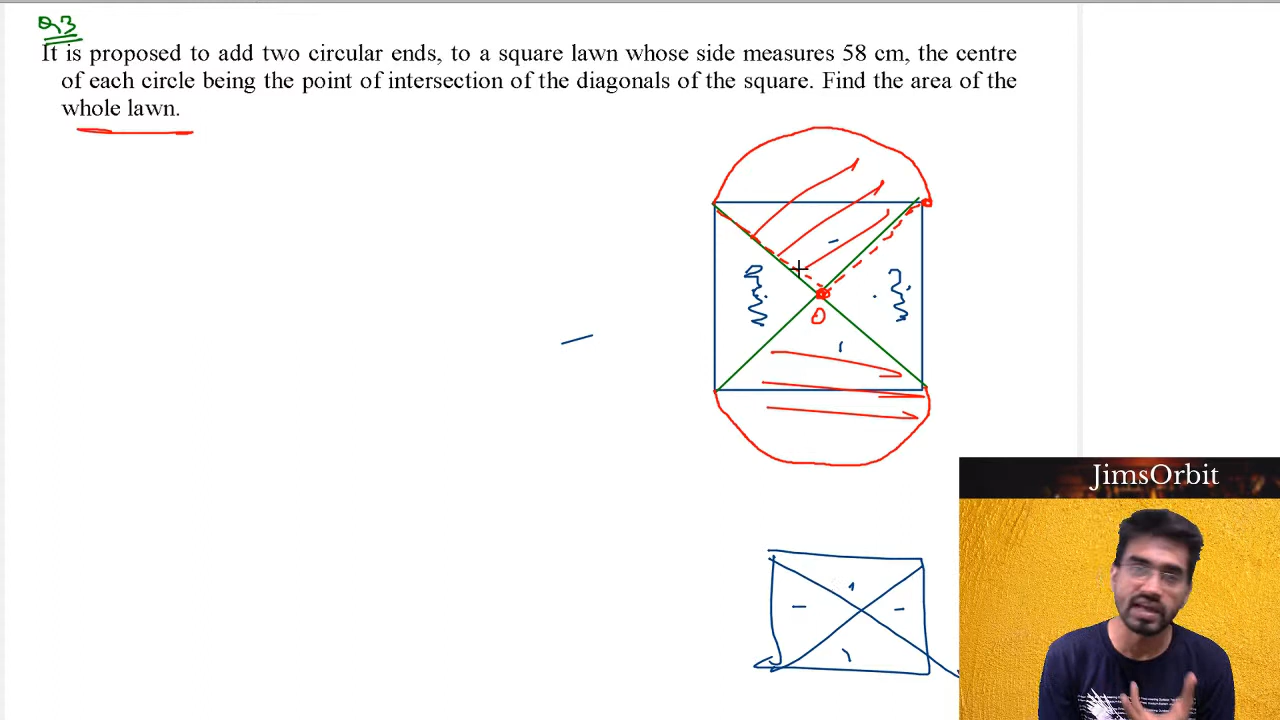 Q3
It is proposed to add two circular ends, to a square lawn whose side measures 58 cm, the centre
of each circle being the point of intersection of the diagonals of the square. Find the area of the
whole lawn.
O
JimsOrbit